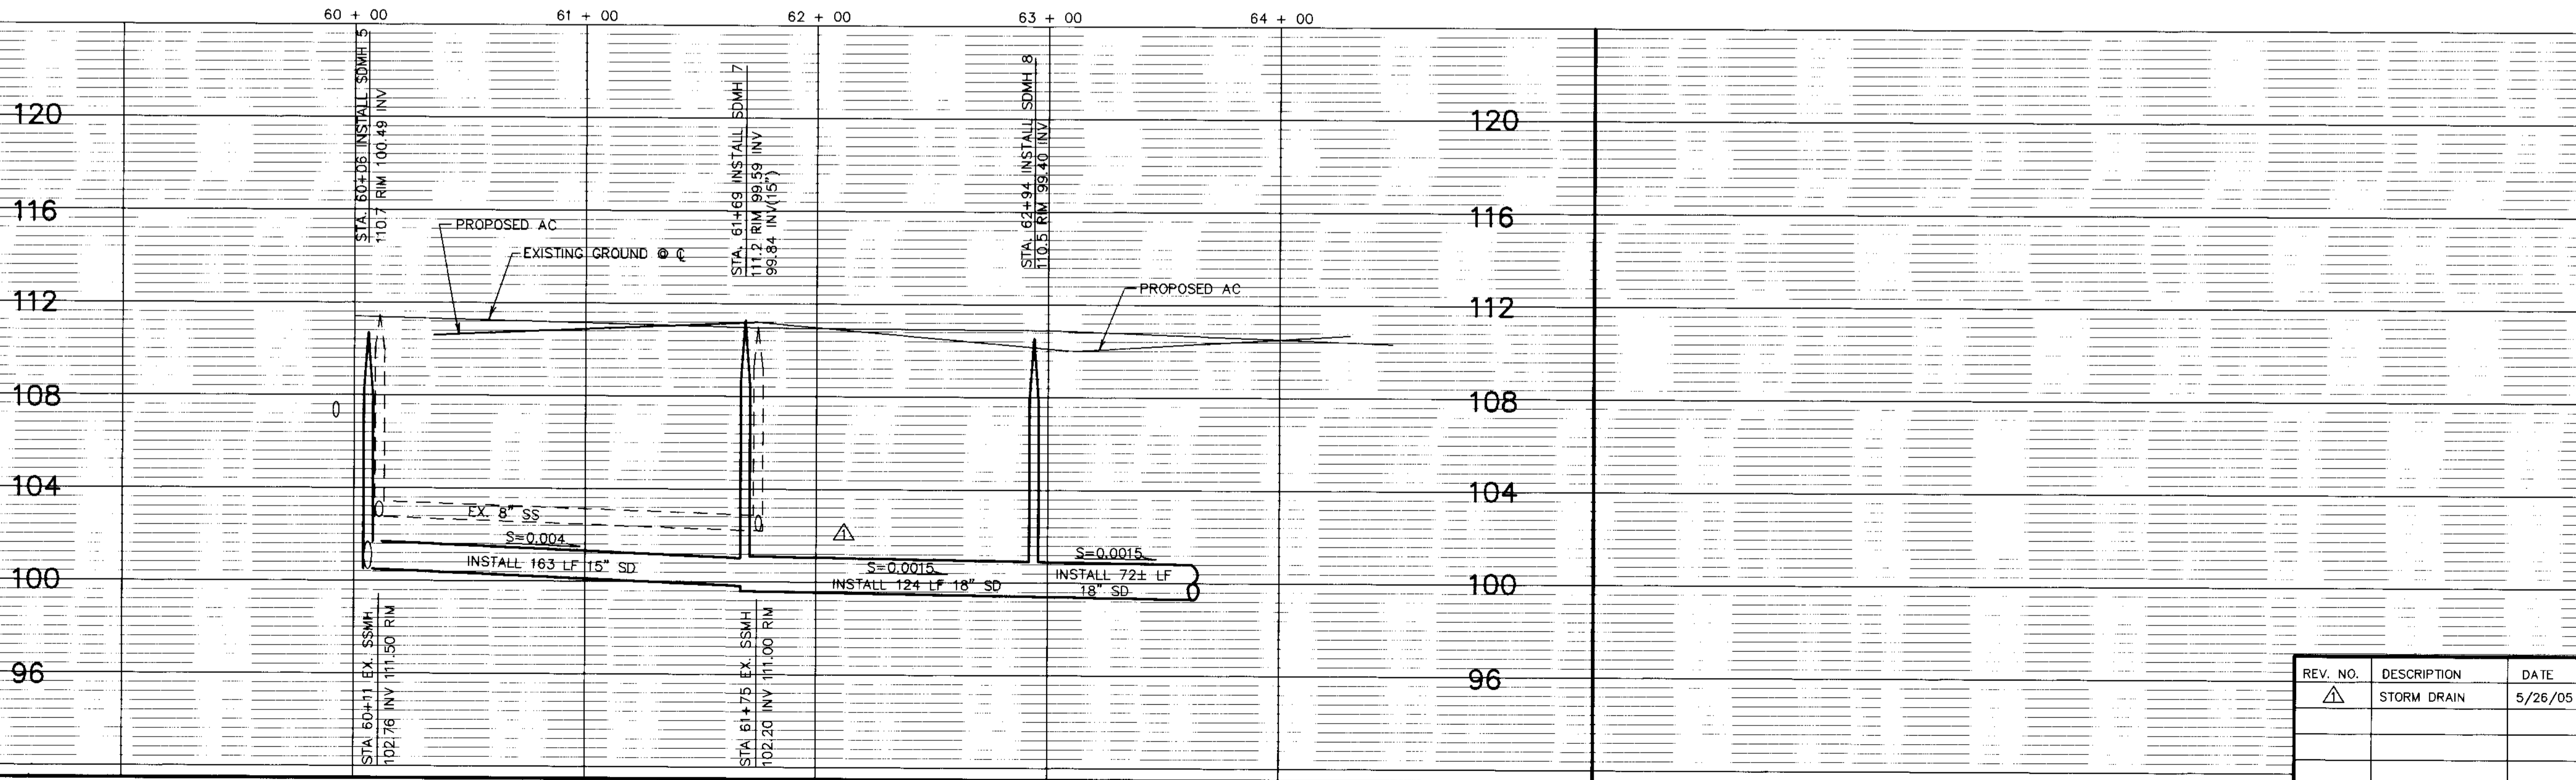 60 + 00
61 + 00
62 + 00
63 + 00
64 + 00
STA. 60+06 INSTALL SDMH 5
110.7 RIM 100.49 INV
STA. 61+69 INSTALL SDMH 7
111.2 RIM 99.59 INV
99.84 INV(15")
STA. 62+94 INSTALL SDMH 8
110.5 RIM 99.40 INV
120
120
116
116
PROPOSED AC
EXISTING GROUND @ ℄
PROPOSED AC
112
112
108
108
104
104
EX. 8" SS
1
S=0.004
INSTALL 163 LF 15" SD
S=0.0015
INSTALL 124 LF 18" SD
S=0.0015
INSTALL 72± LF
18" SD
100
100
STA 60+11 EX. SSMH
102.76 INV 111.50 RIM
STA 61+75 EX. SSMH
102.20 INV 111.00 RIM
96
96
REV. NO. DESCRIPTION DATE
1 STORM DRAIN 5/26/05